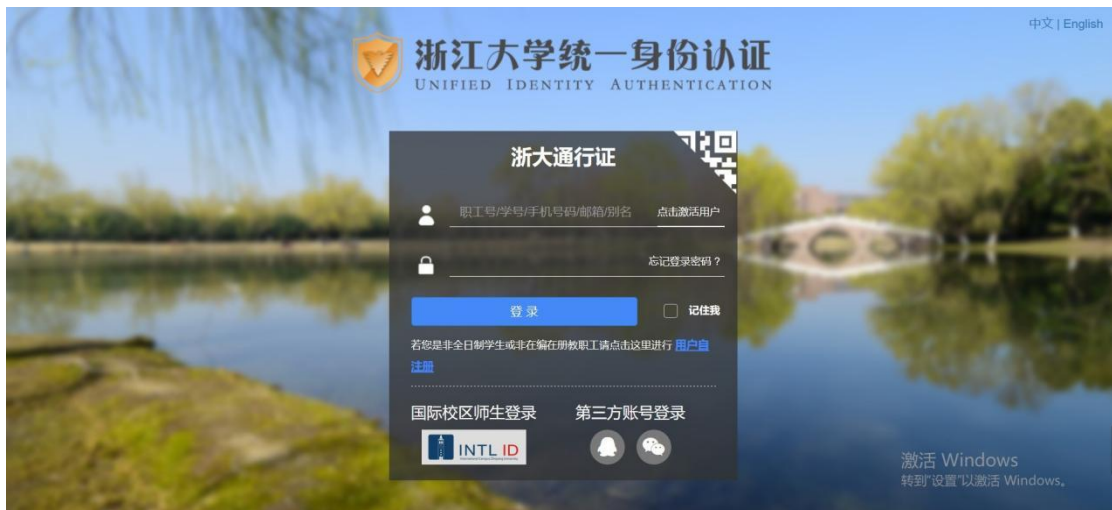 中文 | English
浙江大学统一身份认证
UNIFIED IDENTITY AUTHENTICATION
浙大通行证
职工号/学号/手机号码/邮箱/别名 点击激活用户
忘记登录密码？
登录 记住我
若您是非全日制学生或非在编在册教职工请点击这里进行 用户自
注册
国际校区师生登录 第三方账号登录
INTL ID
激活 Windows
转到“设置”以激活 Windows。